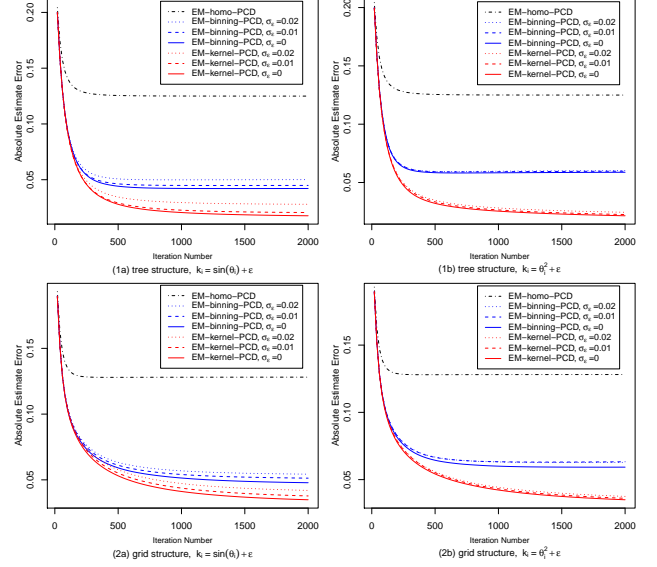 EM−homo−PCD
EM−binning−PCD, σε=0.02
EM−binning−PCD, σε=0.01
EM−binning−PCD, σε=0
EM−kernel−PCD, σε=0.02
EM−kernel−PCD, σε=0.01
EM−kernel−PCD, σε=0
0.20
0.15
0.10
0.05
Absolute Estimate Error
0 500 1000 1500 2000
Iteration Number
(1a) tree structure, ki = sin(θi) + ε
EM−homo−PCD
EM−binning−PCD, σε=0.02
EM−binning−PCD, σε=0.01
EM−binning−PCD, σε=0
EM−kernel−PCD, σε=0.02
EM−kernel−PCD, σε=0.01
EM−kernel−PCD, σε=0
0.20
0.15
0.10
0.05
Absolute Estimate Error
0 500 1000 1500 2000
Iteration Number
(1b) tree structure, ki = θi² + ε
EM−homo−PCD
EM−binning−PCD, σε=0.02
EM−binning−PCD, σε=0.01
EM−binning−PCD, σε=0
EM−kernel−PCD, σε=0.02
EM−kernel−PCD, σε=0.01
EM−kernel−PCD, σε=0
0.15
0.10
0.05
Absolute Estimate Error
0 500 1000 1500 2000
Iteration Number
(2a) grid structure, ki = sin(θi) + ε
EM−homo−PCD
EM−binning−PCD, σε=0.02
EM−binning−PCD, σε=0.01
EM−binning−PCD, σε=0
EM−kernel−PCD, σε=0.02
EM−kernel−PCD, σε=0.01
EM−kernel−PCD, σε=0
0.15
0.10
0.05
Absolute Estimate Error
0 500 1000 1500 2000
Iteration Number
(2b) grid structure, ki = θi² + ε